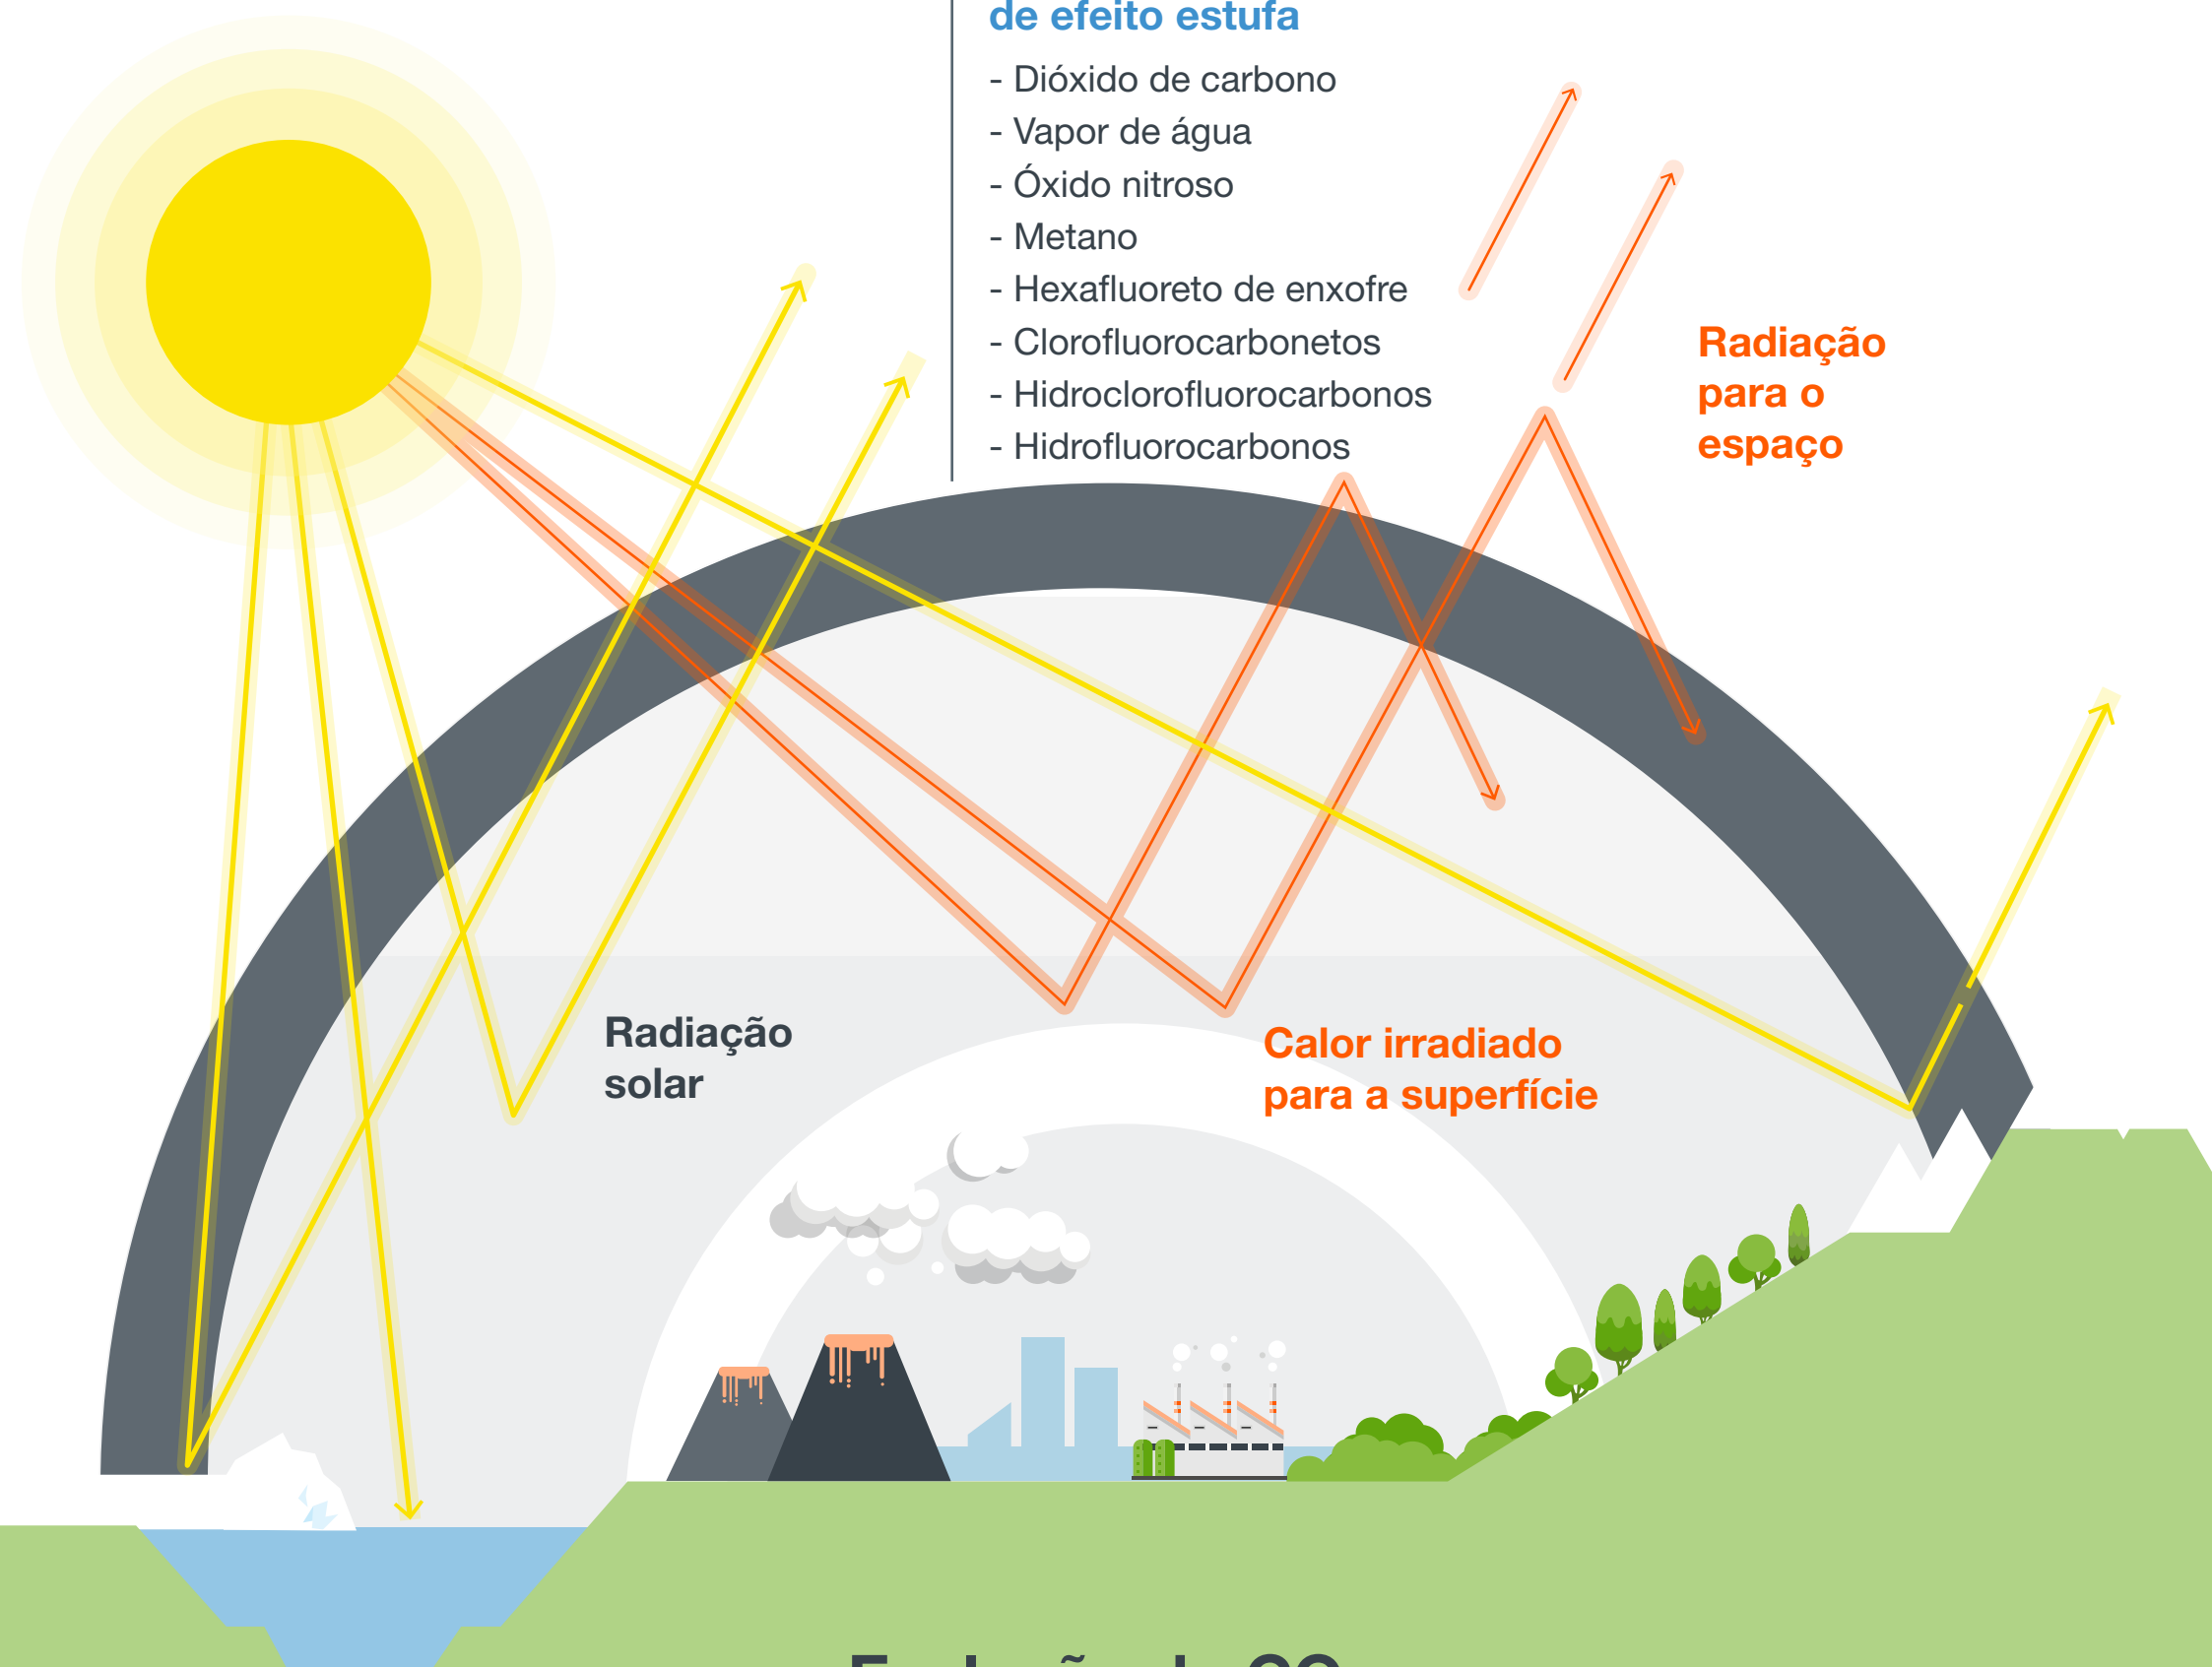 de efeito estufa
- Dióxido de carbono
- Vapor de água
- Óxido nitroso
- Metano
- Hexafluoreto de enxofre
- Clorofluorocarbonetos
- Hidroclorofluorocarbonos
- Hidrofluorocarbonos
Radiação
para o
espaço
Radiação
solar
Calor irradiado
para a superfície